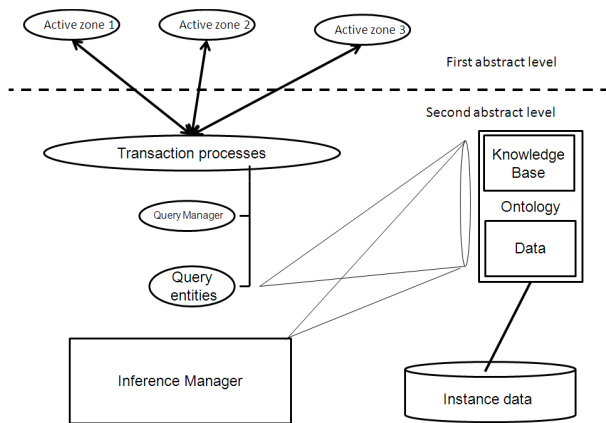 Active zone 1
Active zone 2
Active zone 3
First abstract level
Second abstract level
Transaction processes
Knowledge
Base
Query Manager
Ontology
Data
Query
entities
Inference Manager
Instance data